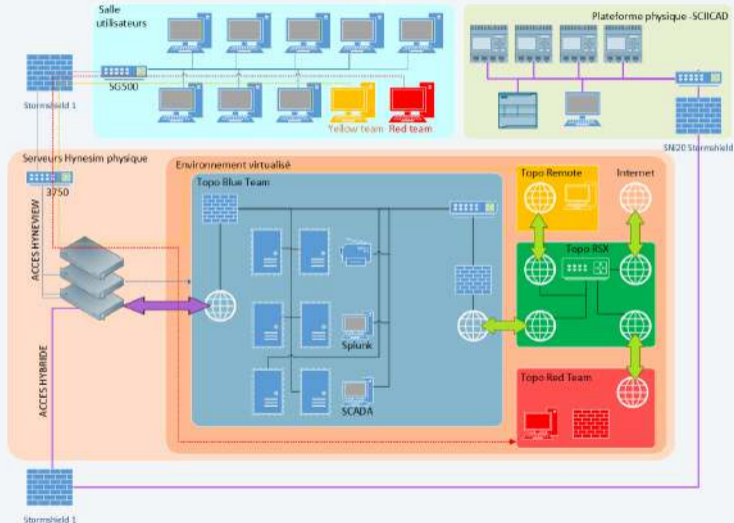 Salle
utilisateurs
Plateforme physique -SCIICAD
Stormshield 1
SG500
Yellow team
Red team
SNI20 Stormshield
Serveurs Hynesim physique
Environnement virtualisé
3750
Topo Blue Team
Topo Remote
Internet
ACCES HYNEVIEW
Topo RSX
Splunk
ACCES HYBRIDE
SCADA
Topo Red Team
Stormshield 1